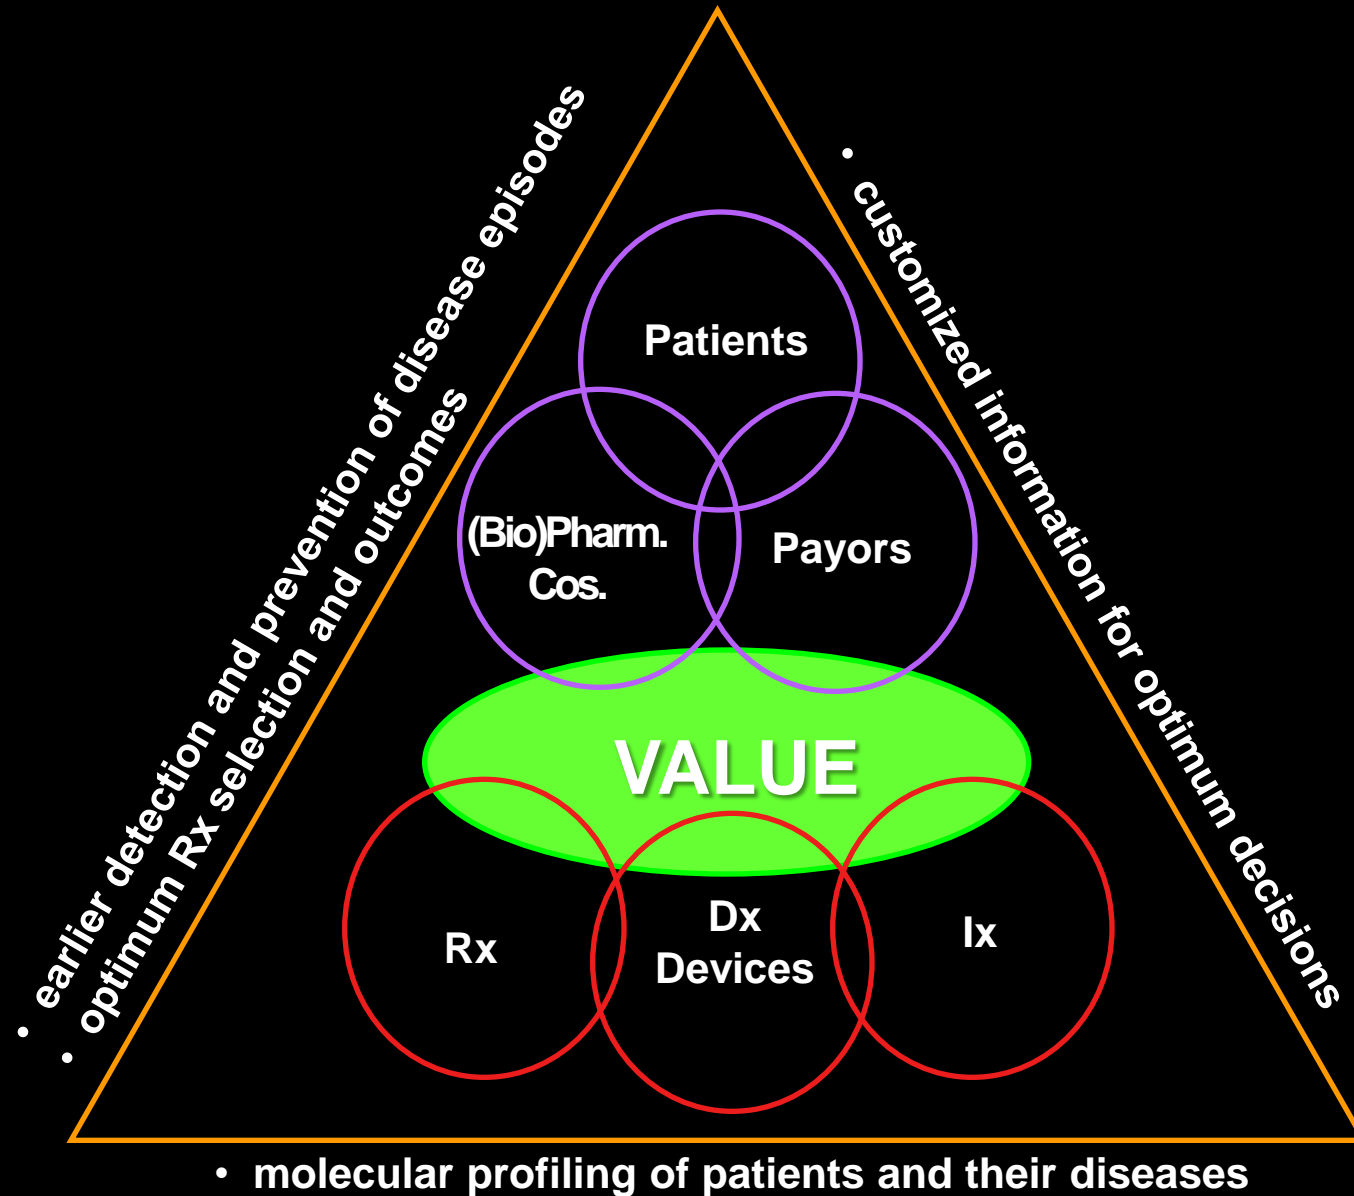 • earlier detection and prevention of disease episodes
• optimum Rx selection and outcomes
• customized information for optimum decisions
Patients
(Bio)Pharm.
Cos.
Payors
VALUE
Rx
Dx
Devices
Ix
• molecular profiling of patients and their diseases